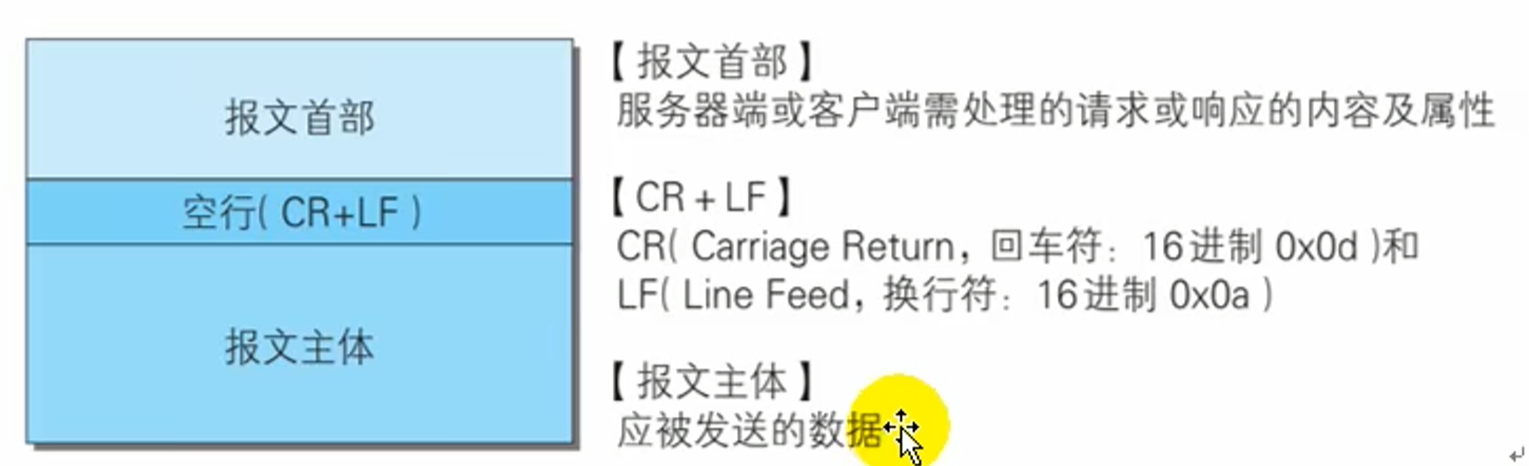 报文首部
空行( CR+LF )
报文主体
【报文首部】
服务器端或客户端需处理的请求或响应的内容及属性
【CR + LF】
CR( Carriage Return，回车符：16进制 0x0d )和
LF( Line Feed，换行符：16进制 0x0a )
【报文主体】
应被发送的数据